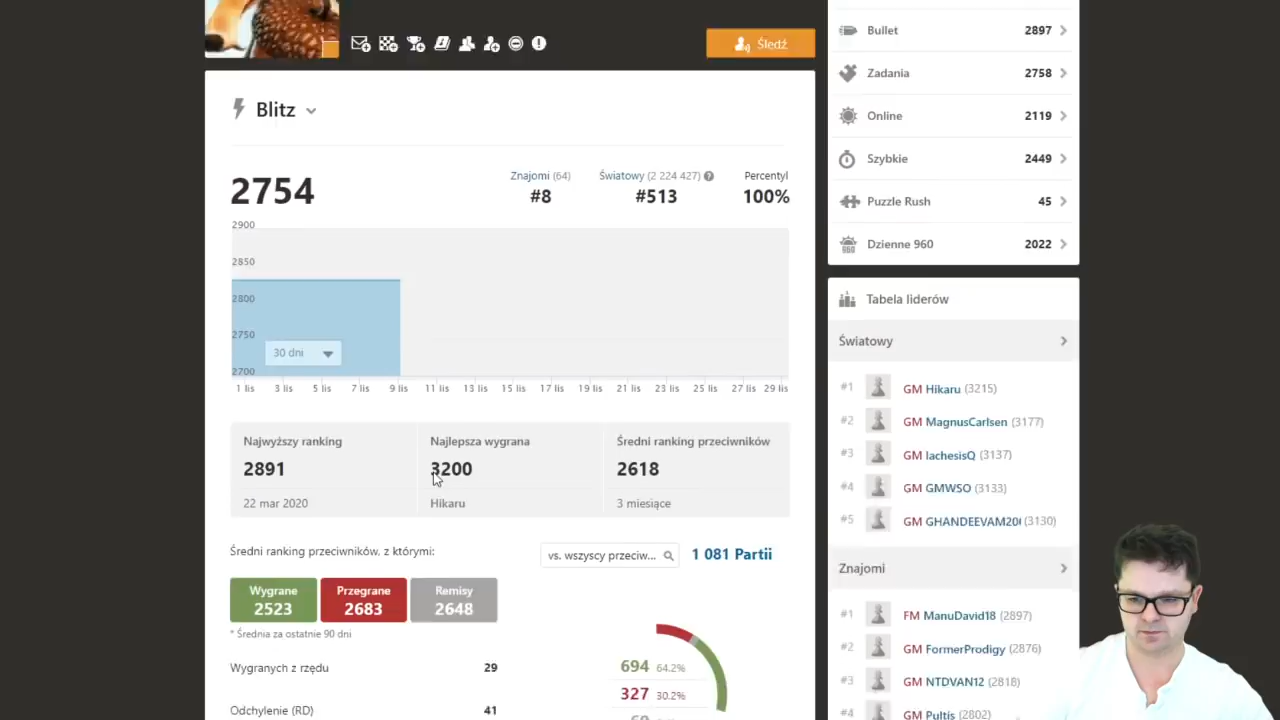 Śledź
Blitz
2754
Znajomi (64)
#8
Światowy (2 224 427)
#513
Percentyl
100%
2900
2850
2800
2750
2700
30 dni
1 lis 3 lis 5 lis 7 lis 9 lis 11 lis 13 lis 15 lis 17 lis 19 lis 21 lis 23 lis 25 lis 27 lis 29 lis
Najwyższy ranking
2891
22 mar 2020
Najlepsza wygrana
3200
Hikaru
Średni ranking przeciwników
2618
3 miesiące
Średni ranking przeciwników, z którymi:
vs. wszyscy przeciw...
1 081 Partii
Wygrane
2523
Przegrane
2683
Remisy
2648
* Średnia za ostatnie 90 dni
Wygranych z rzędu 29
Odchylenie (RD) 41
694 64.2%
327 30.2%
Bullet 2897
Zadania 2758
Online 2119
Szybkie 2449
Puzzle Rush 45
Dzienne 960 2022
Tabela liderów
Światowy
#1 GM Hikaru (3215)
#2 GM MagnusCarlsen (3177)
#3 GM lachesisQ (3137)
#4 GM GMWSO (3133)
#5 GM GHANDEEVAM20 (3130)
Znajomi
#1 FM ManuDavid18 (2897)
#2 GM FormerProdigy (2876)
#3 GM NTDVAN12 (2818)
#4 GM Pultis (2802)